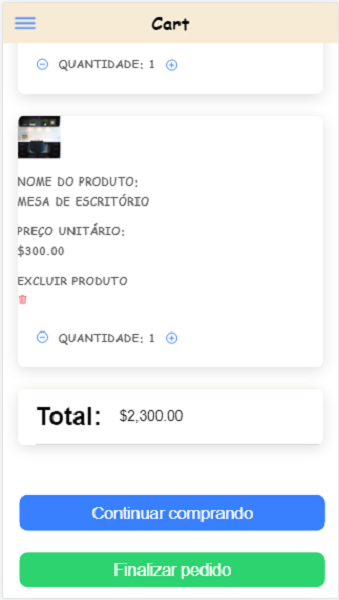 Cart
QUANTIDADE: 1
NOME DO PRODUTO:
MESA DE ESCRITÓRIO
PREÇO UNITÁRIO:
$300.00
EXCLUIR PRODUTO
QUANTIDADE: 1
Total: $2,300.00
Continuar comprando
Finalizar pedido